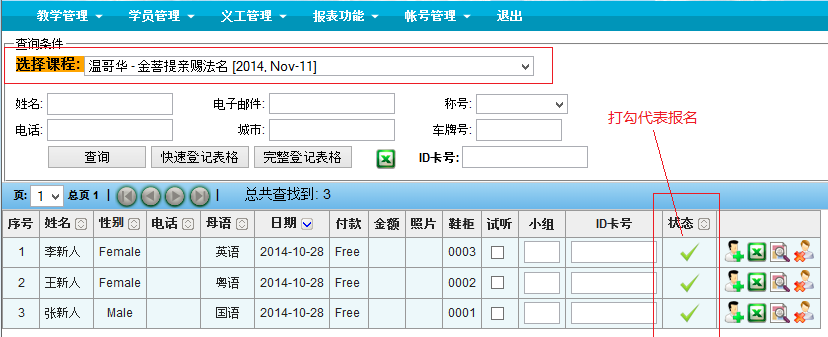 教学管理 学员管理 义工管理 报表功能 帐号管理 退出
查询条件
选择课程: 温哥华 - 金菩提亲赐法名 [2014, Nov-11]
姓名: 电子邮件: 称号:
打勾代表报名
电话: 城市: 车牌号:
查询 快速登记表格 完整登记表格 ID卡号:
页: 1 总页 1 | | 总共查找到: 3
序号 姓名 性别 电话 母语 日期 付款 金额 照片 鞋柜 试听 小组 ID卡号 状态
1 李新人 Female 英语 2014-10-28 Free 0003
2 王新人 Female 粤语 2014-10-28 Free 0002
3 张新人 Male 国语 2014-10-28 Free 0001